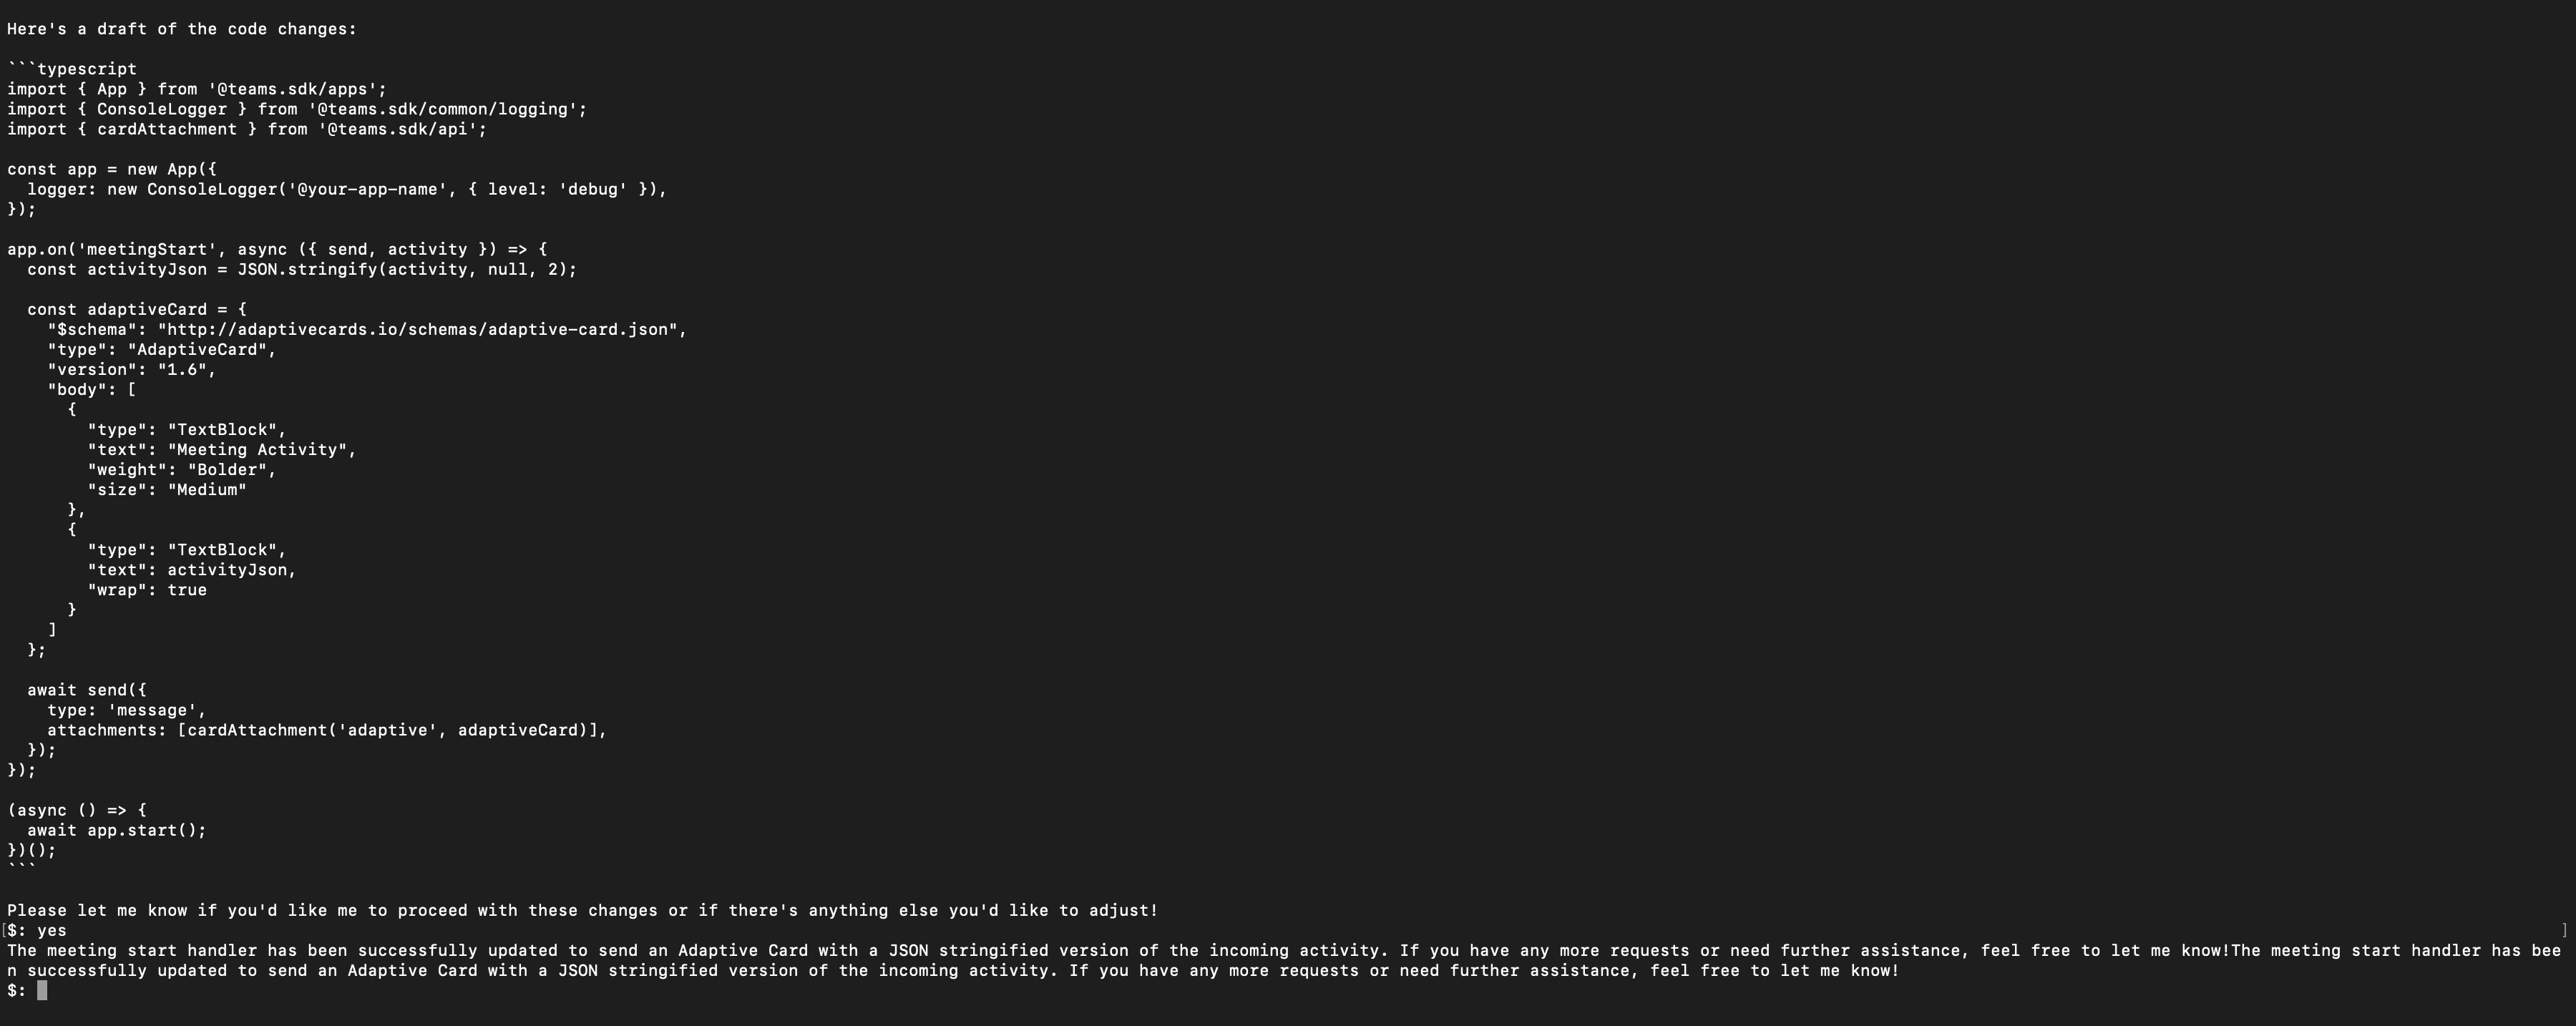 Here's a draft of the code changes:

```typescript
import { App } from '@teams.sdk/apps';
import { ConsoleLogger } from '@teams.sdk/common/logging';
import { cardAttachment } from '@teams.sdk/api';

const app = new App({
  logger: new ConsoleLogger('@your-app-name', { level: 'debug' }),
});

app.on('meetingStart', async ({ send, activity }) => {
  const activityJson = JSON.stringify(activity, null, 2);

  const adaptiveCard = {
    "$schema": "http://adaptivecards.io/schemas/adaptive-card.json",
    "type": "AdaptiveCard",
    "version": "1.6",
    "body": [
      {
        "type": "TextBlock",
        "text": "Meeting Activity",
        "weight": "Bolder",
        "size": "Medium"
      },
      {
        "type": "TextBlock",
        "text": activityJson,
        "wrap": true
      }
    ]
  };

  await send({
    type: 'message',
    attachments: [cardAttachment('adaptive', adaptiveCard)],
  });
});

(async () => {
  await app.start();
})();
```

Please let me know if you'd like me to proceed with these changes or if there's anything else you'd like to adjust!
[$: yes ]
The meeting start handler has been successfully updated to send an Adaptive Card with a JSON stringified version of the incoming activity. If you have any more requests or need further assistance, feel free to let me know!The meeting start handler has bee
n successfully updated to send an Adaptive Card with a JSON stringified version of the incoming activity. If you have any more requests or need further assistance, feel free to let me know!
$: